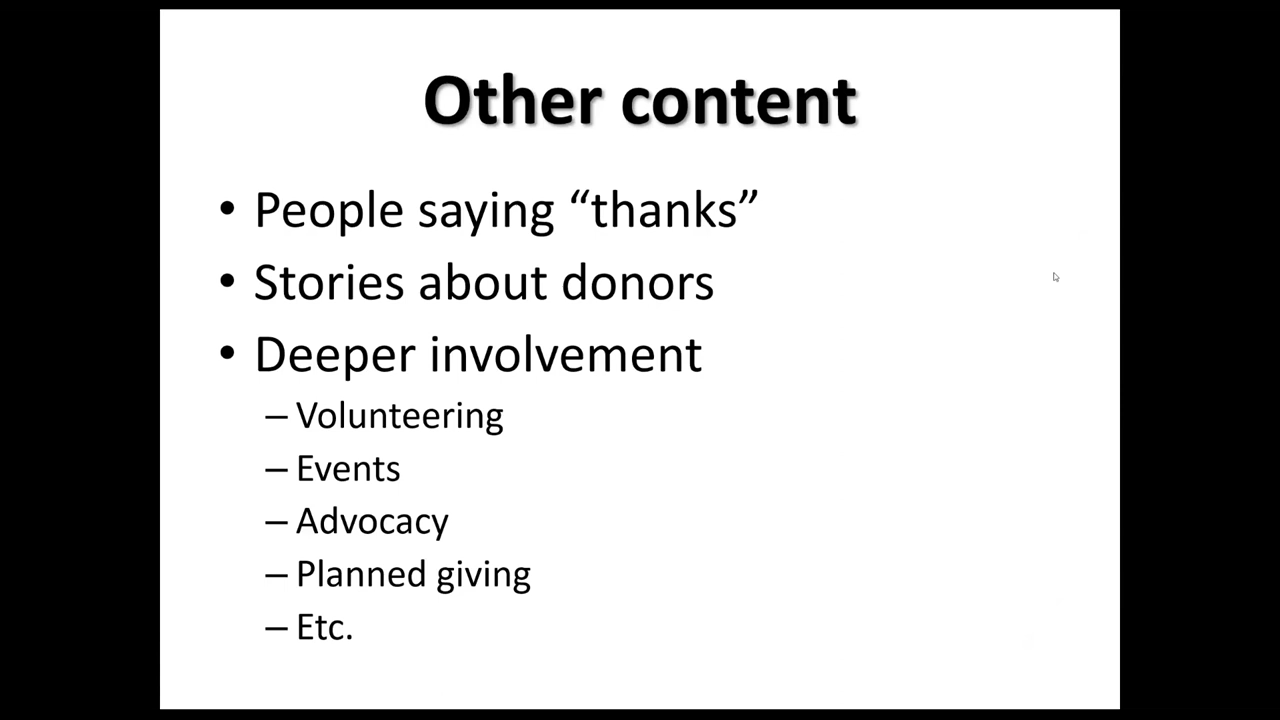 Other content
• People saying “thanks”
• Stories about donors
• Deeper involvement
– Volunteering
– Events
– Advocacy
– Planned giving
– Etc.